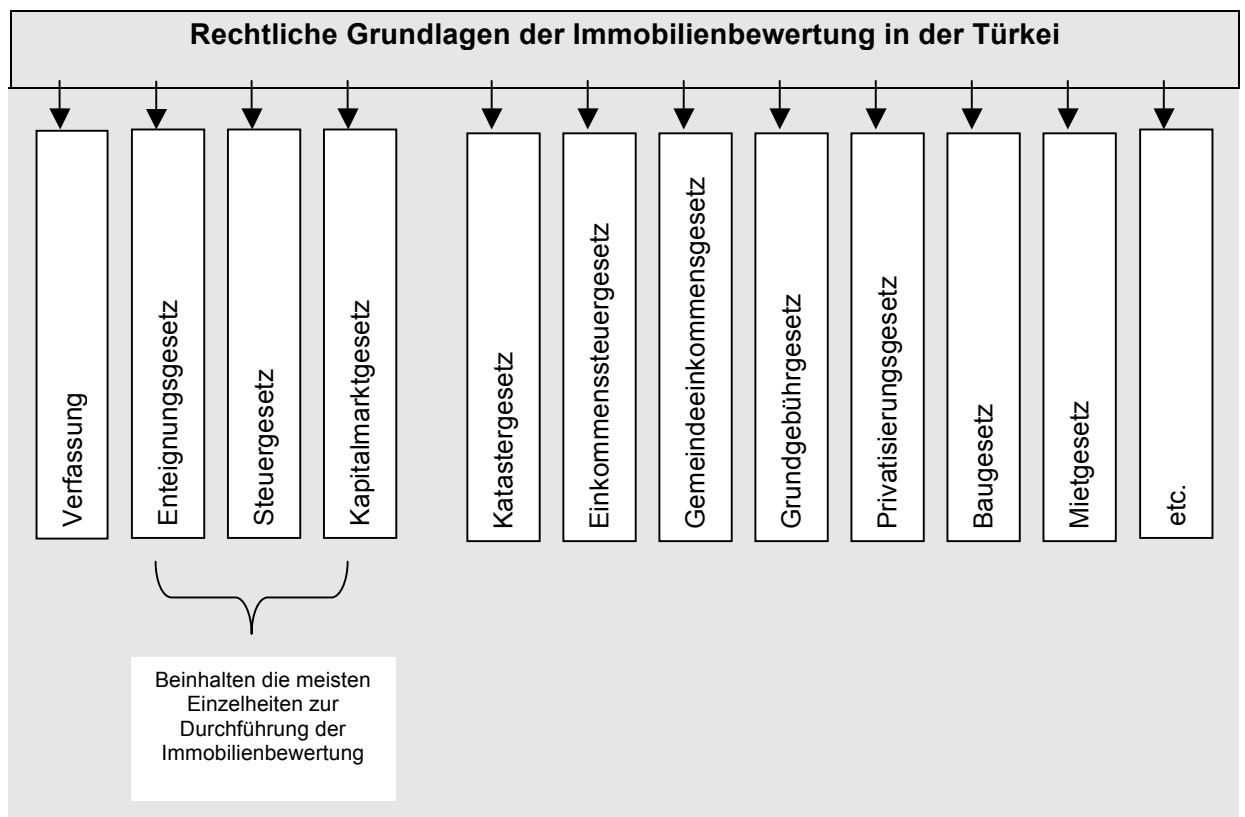 Rechtliche Grundlagen der Immobilienbewertung in der Türkei
Verfassung
Enteignungsgesetz
Steuergesetz
Kapitalmarktgesetz
Katastergesetz
Einkommenssteuergesetz
Gemeindeeinkommensgesetz
Grundgebührgesetz
Privatisierungsgesetz
Baugesetz
Mietgesetz
etc.
Beinhalten die meisten
Einzelheiten zur
Durchführung der
Immobilienbewertung